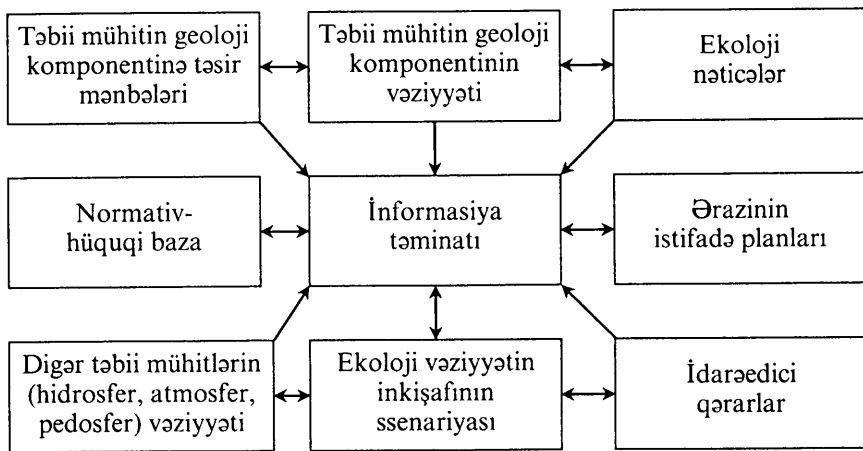 Təbii mühitin geoloji
komponentinə təsir
mənbələri
Təbii mühitin geoloji
komponentinin
vəziyyəti
Ekoloji
nəticələr
Normativ-
hüquqi baza
İnformasiya
təminatı
Ərazinin
istifadə planları
Digər təbii mühitlərin
(hidrosfer, atmosfer,
pedosfer) vəziyyəti
Ekoloji vəziyyətin
inkişafının
ssenariyası
İdarəedici
qərarlar